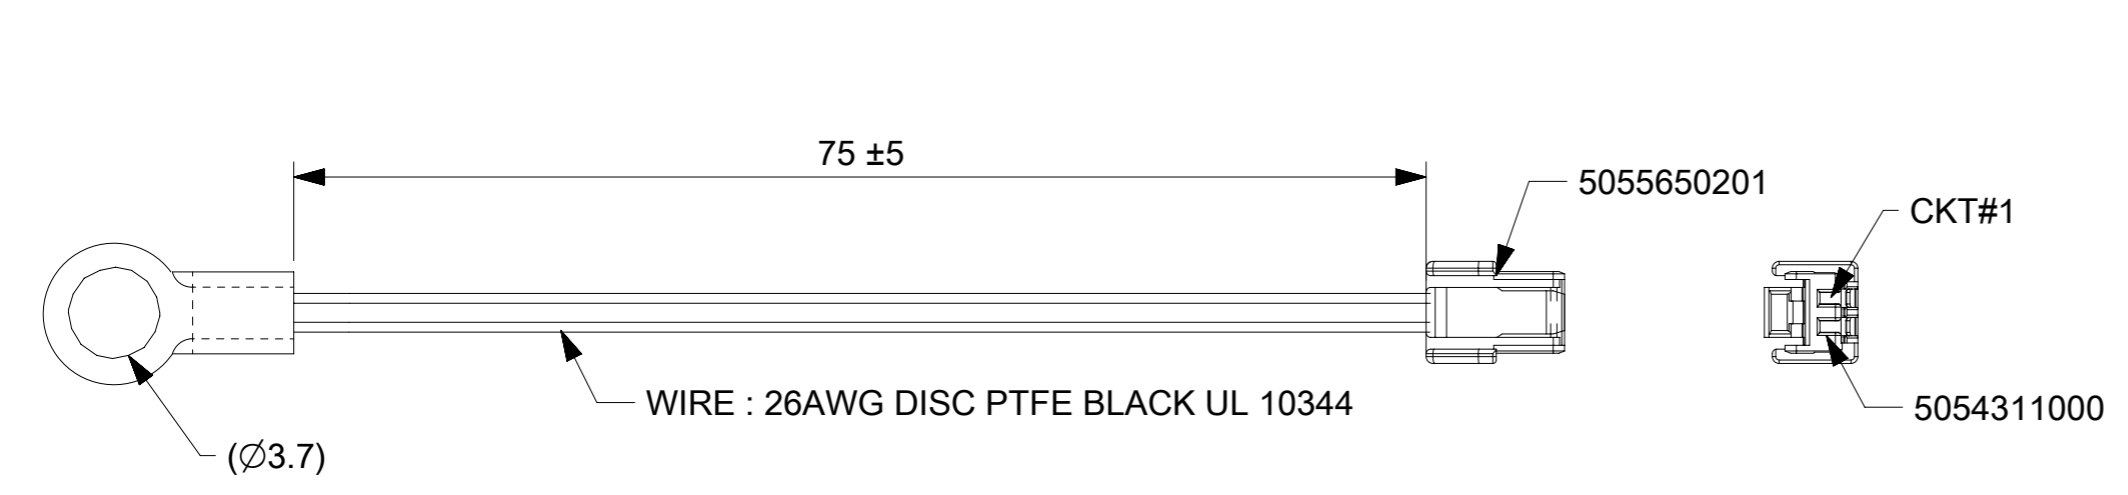 75 ±5
5055650201
CKT#1
WIRE : 26AWG DISC PTFE BLACK UL 10344
5054311000
(∅3.7)